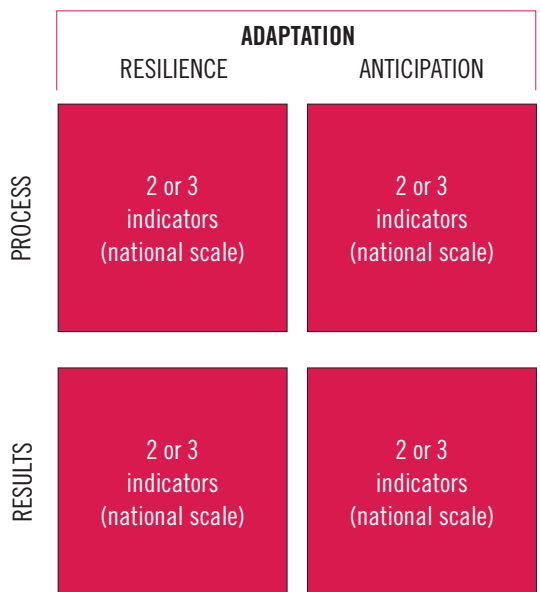 ADAPTATION
RESILIENCE ANTICIPATION
PROCESS
2 or 3
indicators
(national scale)
2 or 3
indicators
(national scale)
RESULTS
2 or 3
indicators
(national scale)
2 or 3
indicators
(national scale)